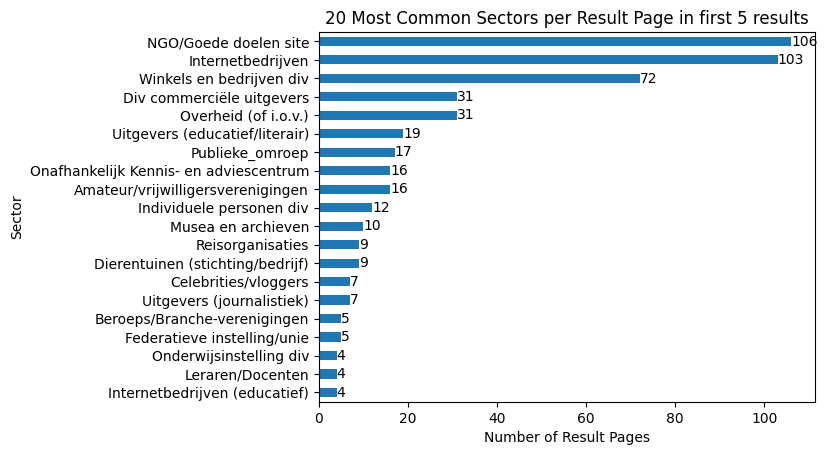 20 Most Common Sectors per Result Page in first 5 results
NGO/Goede doelen site 106
Internetbedrijven 103
Winkels en bedrijven div 72
Div commerciële uitgevers 31
Overheid (of i.o.v.) 31
Uitgevers (educatief/literair) 19
Publieke_omroep 17
Onafhankelijk Kennis- en adviescentrum 16
Amateur/vrijwilligersverenigingen 16
Individuele personen div 12
Musea en archieven 10
Reisorganisaties 9
Dierentuinen (stichting/bedrijf) 9
Celebrities/vloggers 7
Uitgevers (journalistiek) 7
Beroeps/Branche-verenigingen 5
Federatieve instelling/unie 5
Onderwijsinstelling div 4
Leraren/Docenten 4
Internetbedrijven (educatief) 4
Sector
0 20 40 60 80 100
Number of Result Pages